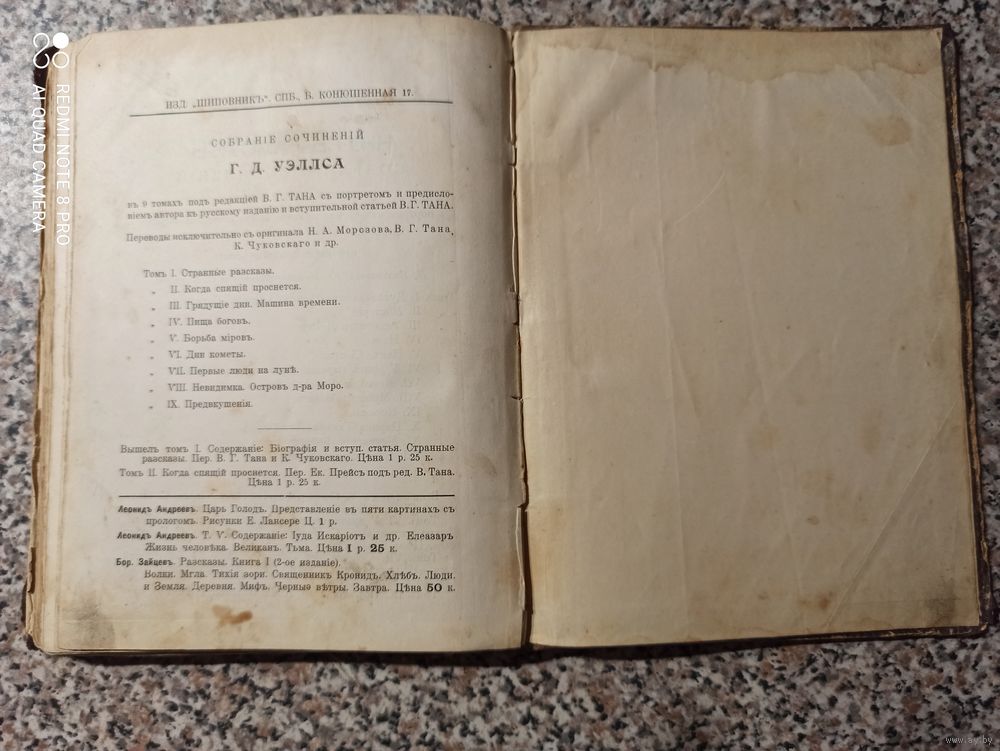 ИЗД. „ШИПОВНИКЪ“. СПБ., Б. КОНЮШЕННАЯ 17.
СОБРАНІЕ СОЧИНЕНІЙ
Г. Д. УЭЛЛСА
въ 9 томахъ подъ редакціей В. Г. ТАНА съ портретомъ и предисло-
віемъ автора къ русскому изданію и вступительной статьей В. Г. ТАНА.
Переводы исключительно съ оригинала Н. А. Морозова, В. Г. Тана,
К. Чуковскаго и др.
Томъ I. Странные разсказы.
„ II. Когда спящій проснется.
„ III. Грядущіе дни. Машина времени.
„ IV. Пища боговъ.
„ V. Борьба міровъ.
„ VI. Дни кометы.
„ VII. Первые люди на лунѣ.
„ VIII. Невидимка. Островъ д-ра Моро.
„ IX. Предвкушенія.
Вышелъ томъ I. Содержаніе: Біографія и вступ. статья. Странные
разсказы. Пер. В. Г. Тана и К. Чуковскаго. Цѣна 1 р. 25 к.
Томъ II. Когда спящій проснется. Пер. Ек. Прейсъ подъ ред. В. Тана.
Цѣна 1 р. 25 к.
Леонидъ Андреевъ. Царь Голодъ. Представленіе въ пяти картинахъ съ
прологомъ. Рисунки Е. Лансере Ц. 1 р.
Леонидъ Андреевъ. Т. V. Содержаніе: Іуда Искаріотъ и др. Елеазаръ
Жизнь человѣка. Великанъ. Тьма. Цѣна 1 р. 25 к.
Бор. Зайцевъ. Разсказы. Книга I (2-ое изданіе).
Волки. Мгла. Тихія зори. Священникъ Кронидъ. Хлѣбъ. Люди.
и Земля. Деревня. Миѳъ. Черные вѣтры. Завтра. Цѣна 50 к.
REDMI NOTE 8 PRO
AI QUAD CAMERA
www.ay.by